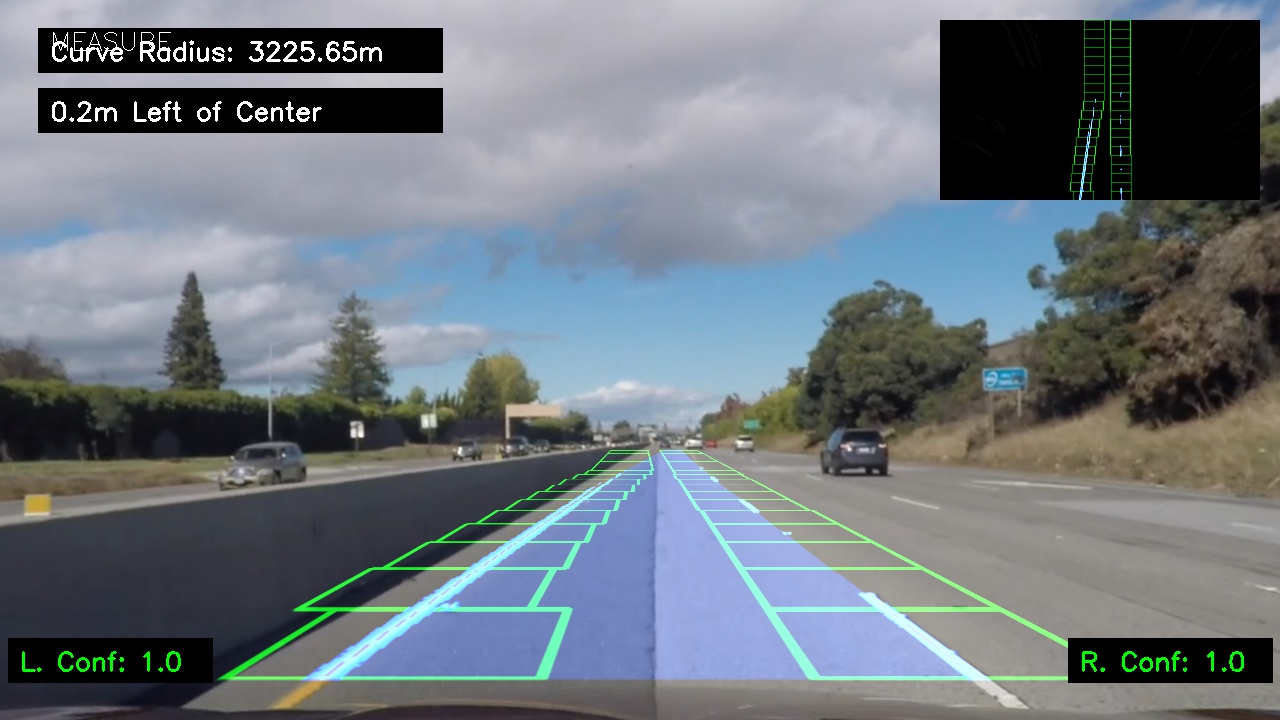 MEASURE
Curve Radius: 3225.65m
0.2m Left of Center
L. Conf: 1.0
R. Conf: 1.0